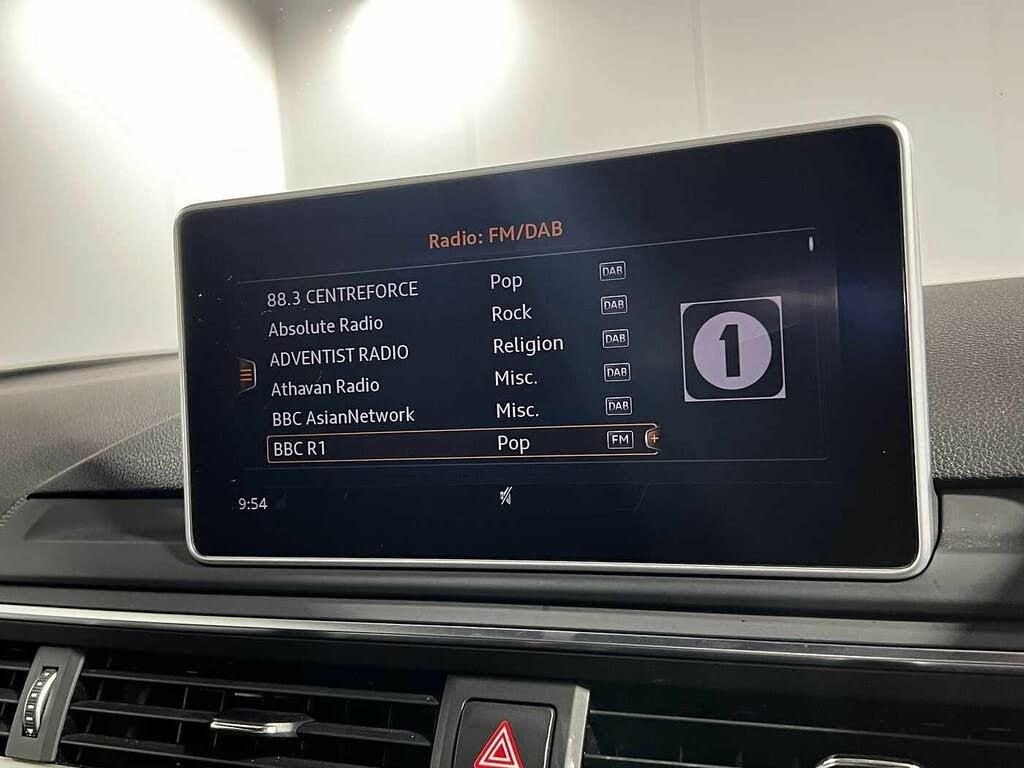 Radio: FM/DAB
88.3 CENTREFORCE Pop DAB
Absolute Radio Rock DAB
ADVENTIST RADIO Religion DAB
Athavan Radio Misc. DAB
BBC AsianNetwork Misc. DAB
BBC R1 Pop FM
1
9:54